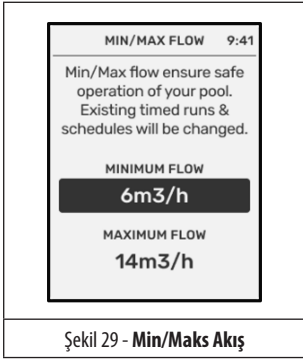 MIN/MAX FLOW 9:41
Min/Max flow ensure safe
operation of your pool.
Existing timed runs &
schedules will be changed.
MINIMUM FLOW
6m3/h
MAXIMUM FLOW
14m3/h
Şekil 29 - Min/Maks Akış